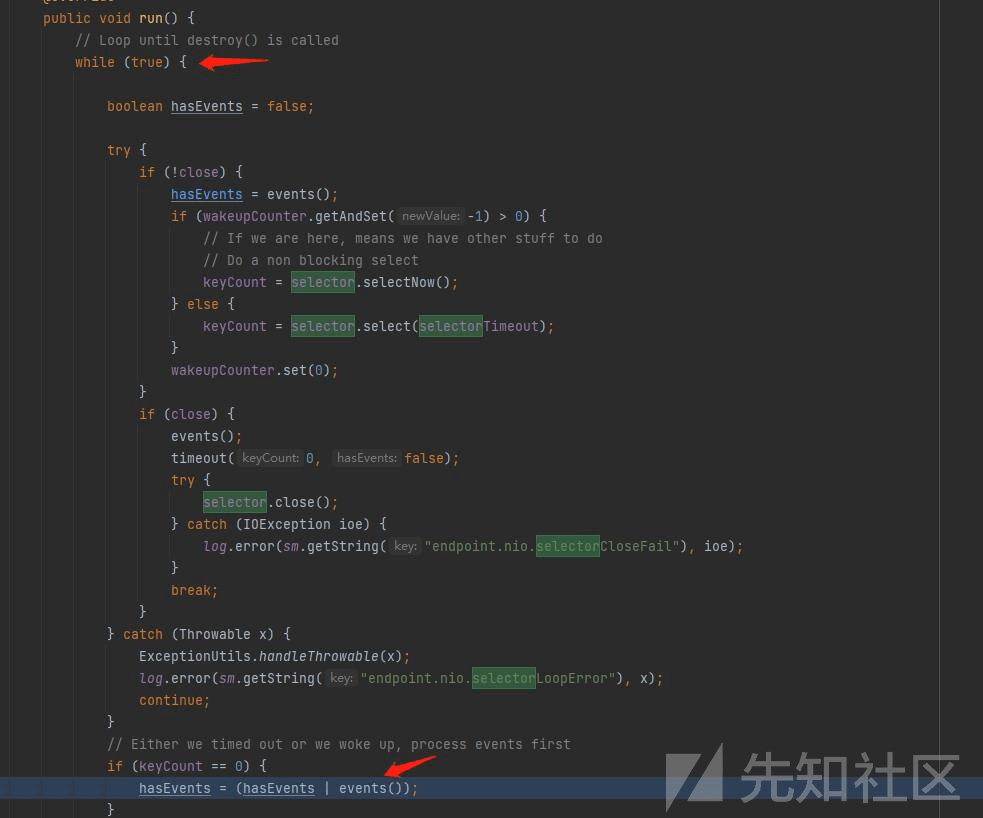 public void run() {
// Loop until destroy() is called
while (true) {
boolean hasEvents = false;
try {
if (!close) {
hasEvents = events();
if (wakeupCounter.getAndSet( newValue: -1) > 0) {
// If we are here, means we have other stuff to do
// Do a non blocking select
keyCount = selector.selectNow();
} else {
keyCount = selector.select(selectorTimeout);
}
wakeupCounter.set(0);
}
if (close) {
events();
timeout( keyCount: 0, hasEvents: false);
try {
selector.close();
} catch (IOException ioe) {
log.error(sm.getString( key: "endpoint.nio.selectorCloseFail"), ioe);
}
break;
}
} catch (Throwable x) {
ExceptionUtils.handleThrowable(x);
log.error(sm.getString( key: "endpoint.nio.selectorLoopError"), x);
continue;
}
// Either we timed out or we woke up, process events first
if (keyCount == 0) {
hasEvents = (hasEvents | events());
}
先知社区